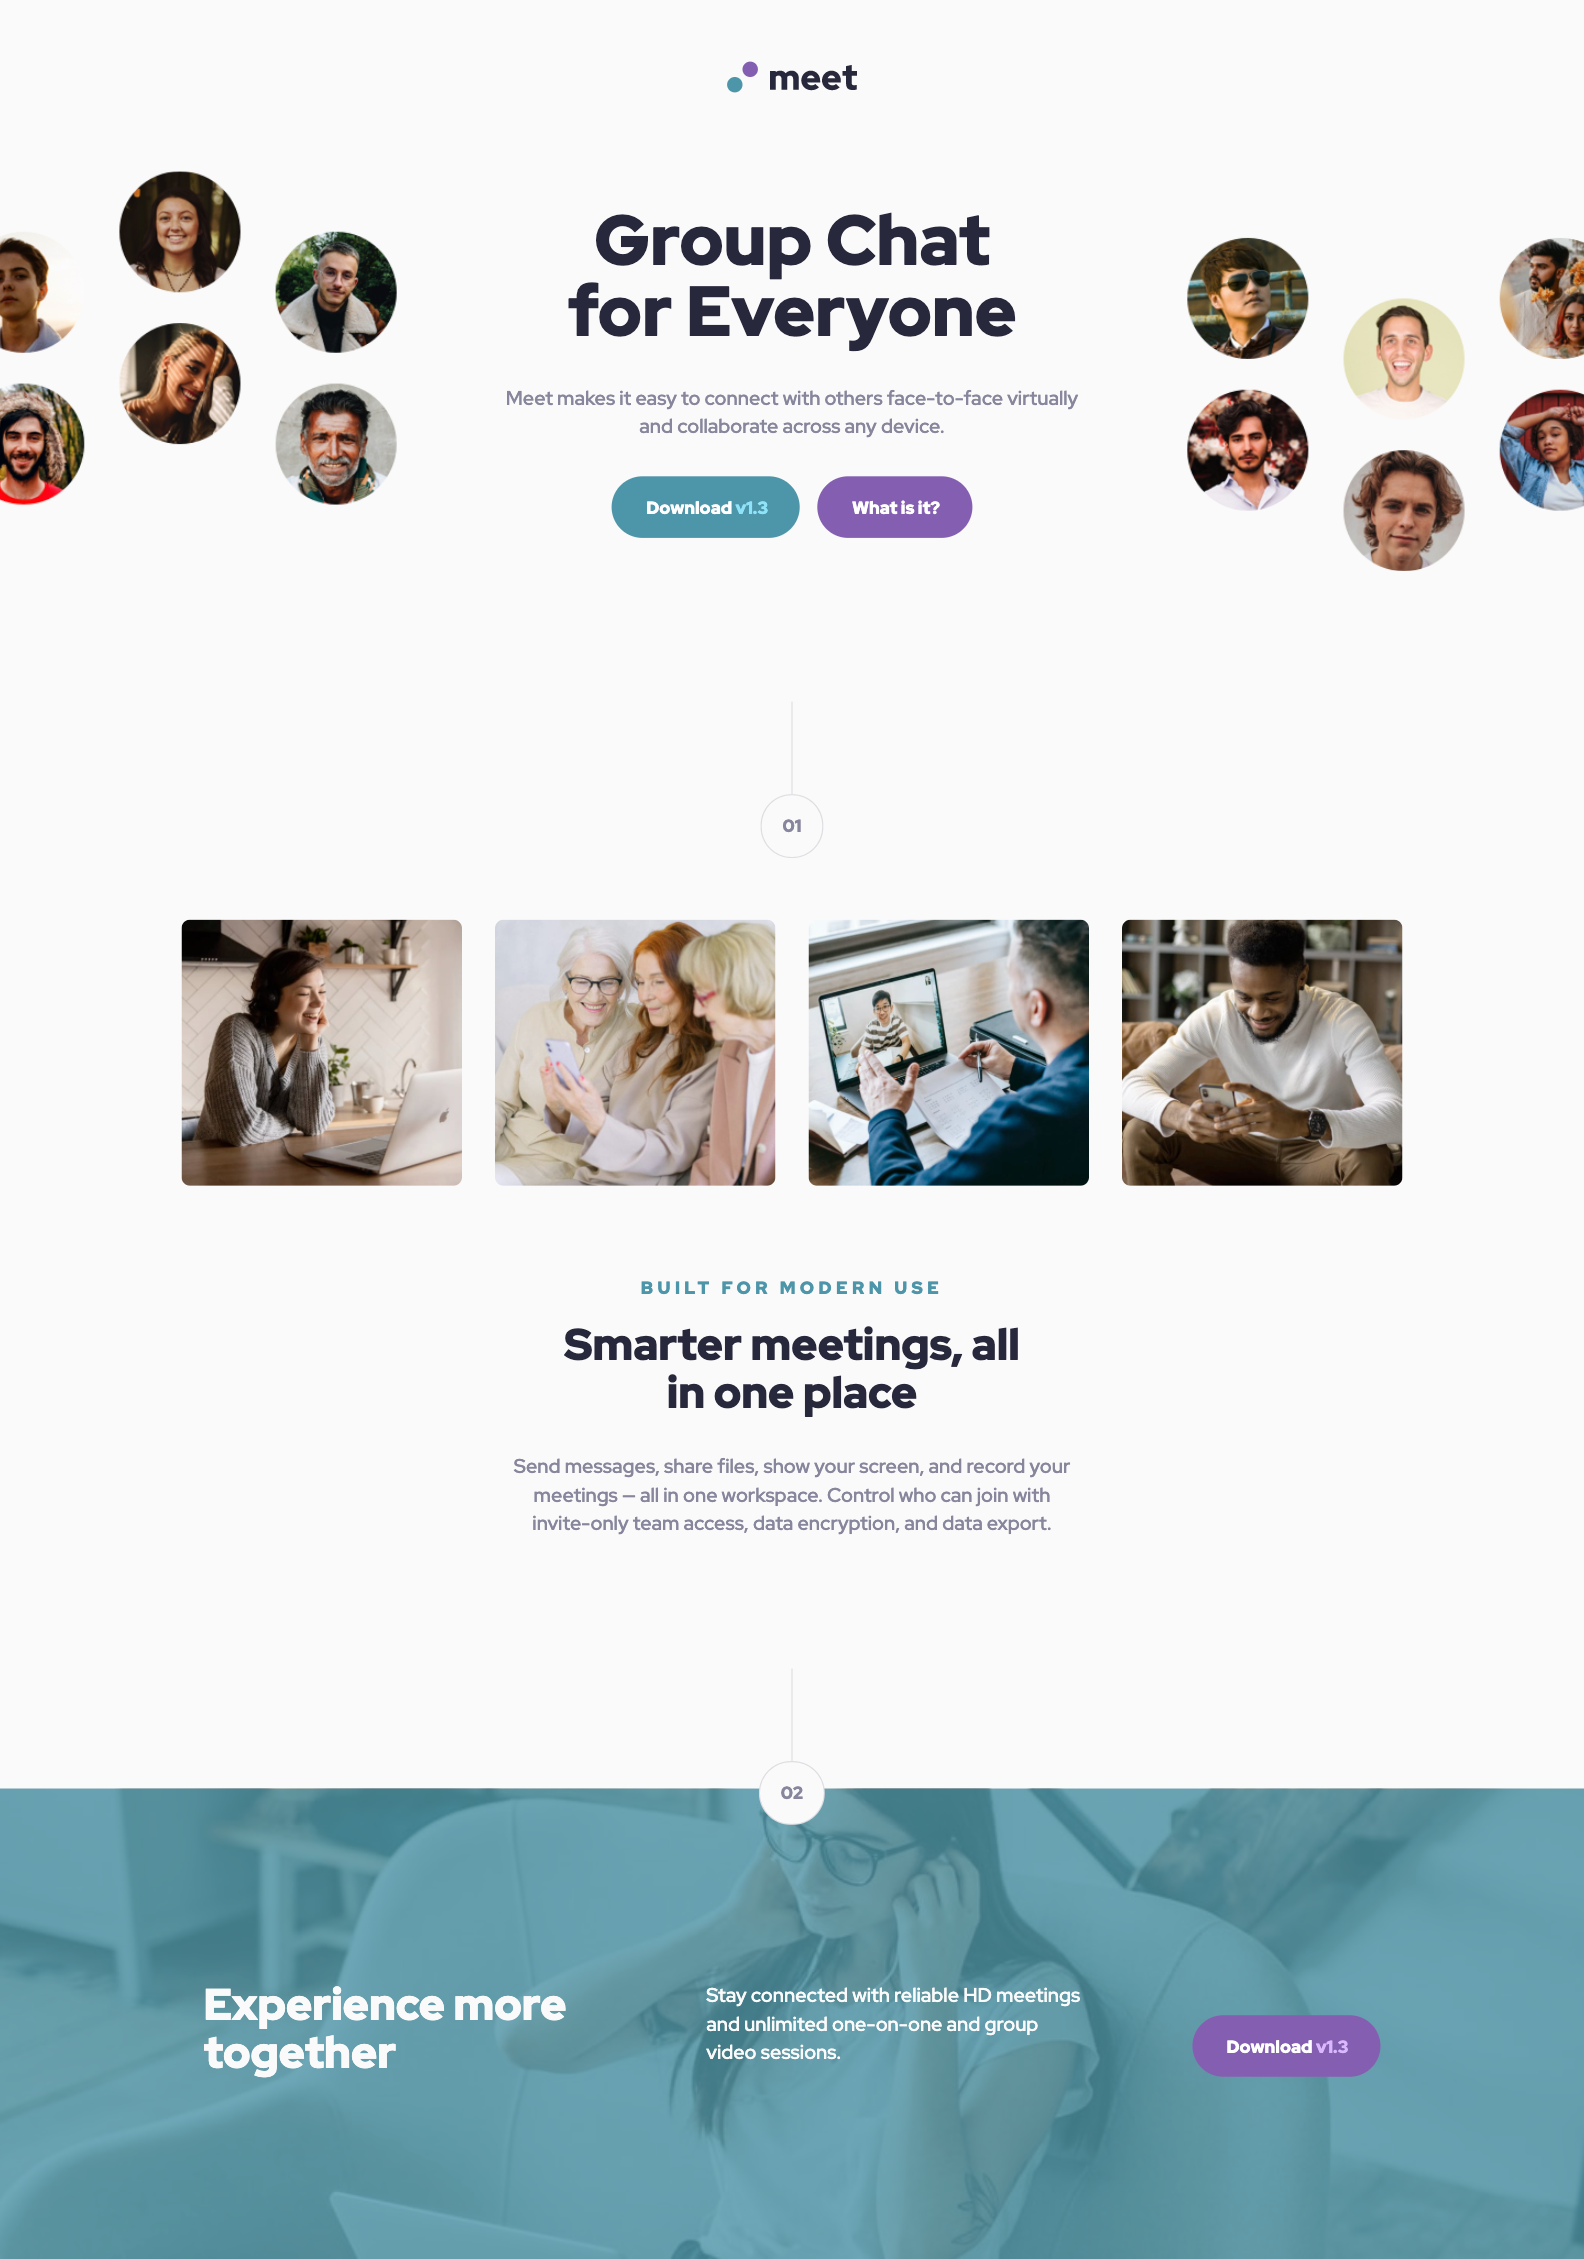 meet
Group Chat
for Everyone
Meet makes it easy to connect with others face-to-face virtually
and collaborate across any device.
Download v1.3
What is it?
01
BUILT FOR MODERN USE
Smarter meetings, all
in one place
Send messages, share files, show your screen, and record your
meetings — all in one workspace. Control who can join with
invite-only team access, data encryption, and data export.
02
Experience more
together
Stay connected with reliable HD meetings
and unlimited one-on-one and group
video sessions.
Download v1.3